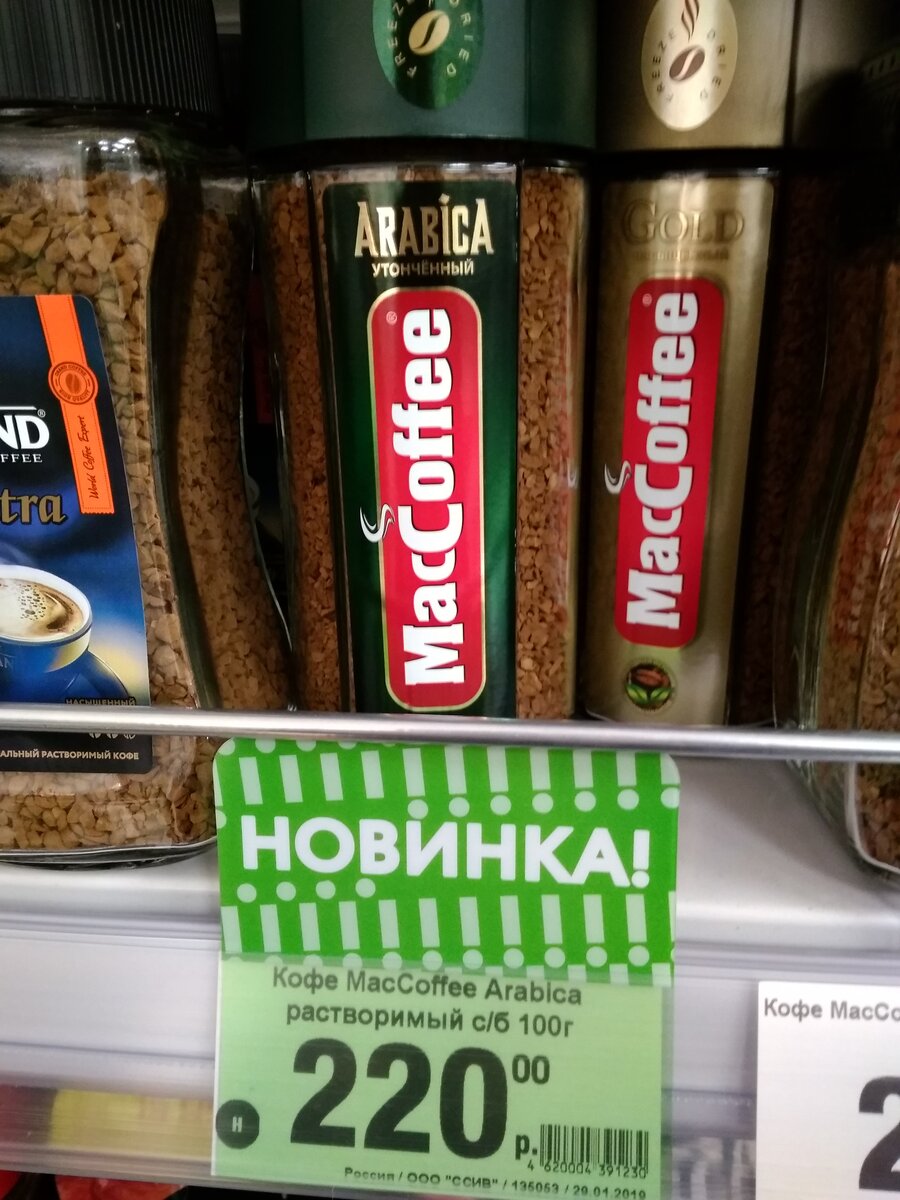 FREEZE DRIED
FREEZE DRIED
ARABICA
УТОНЧЁННЫЙ
MacCoffee
GOLD
MacCoffee
World Coffee Expert
ND
FFEE
tra
НАСЫЩЕННЫЙ
АЛЬНЫЙ РАСТВОРИМЫЙ КОФЕ
НОВИНКА!
Кофе MacCoffee Arabica
растворимый с/б 100г
220 00
р.
Н
4 620004 391230
Россия / ООО "ССИВ" / 135053 / 29.01.2019
Кофе MacCo
2